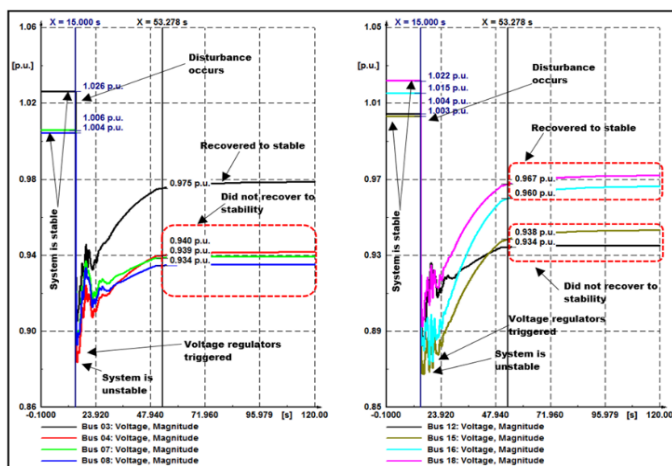 X = 15.000 s
X = 53.278 s
1.06
[p.u.]
1.026 p.u.
Disturbance
occurs
1.02
1.006 p.u.
1.004 p.u.
Recovered to stable
0.98
0.975 p.u.
Did not recover to
stability
System is stable
0.940 p.u.
0.939 p.u.
0.934 p.u.
0.94
0.90
Voltage regulators
triggered
System is
unstable
0.86
-0.1000
23.930
47.940
71.960
95.979
[s]
120.00
Bus 03: Voltage, Magnitude
Bus 04: Voltage, Magnitude
Bus 07: Voltage, Magnitude
Bus 08: Voltage, Magnitude
X = 15.000 s
X = 53.278 s
1.05
[p.u.]
1.022 p.u.
1.015 p.u.
1.004 p.u.
1.003 p.u.
Disturbance
occurs
1.01
Recovered to stable
0.97
0.967 p.u.
0.960 p.u.
System is stable
0.938 p.u.
0.934 p.u.
0.93
Did not recover to
stability
0.89
Voltage regulators
triggered
System is
unstable
0.85
-0.1000
23.920
47.940
71.960
95.979
[s]
120.00
Bus 12: Voltage, Magnitude
Bus 15: Voltage, Magnitude
Bus 16: Voltage, Magnitude
Bus 18: Voltage, Magnitude